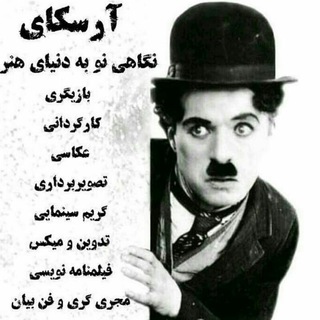 آرسکای
نگاهی نو به دنیای هنر
بازیگری
کارگردانی
عکاسی
تصویربرداری
گریم سینمایی
تدوین و میکس
فیلمنامه نویسی
مجری گری و فن بیان